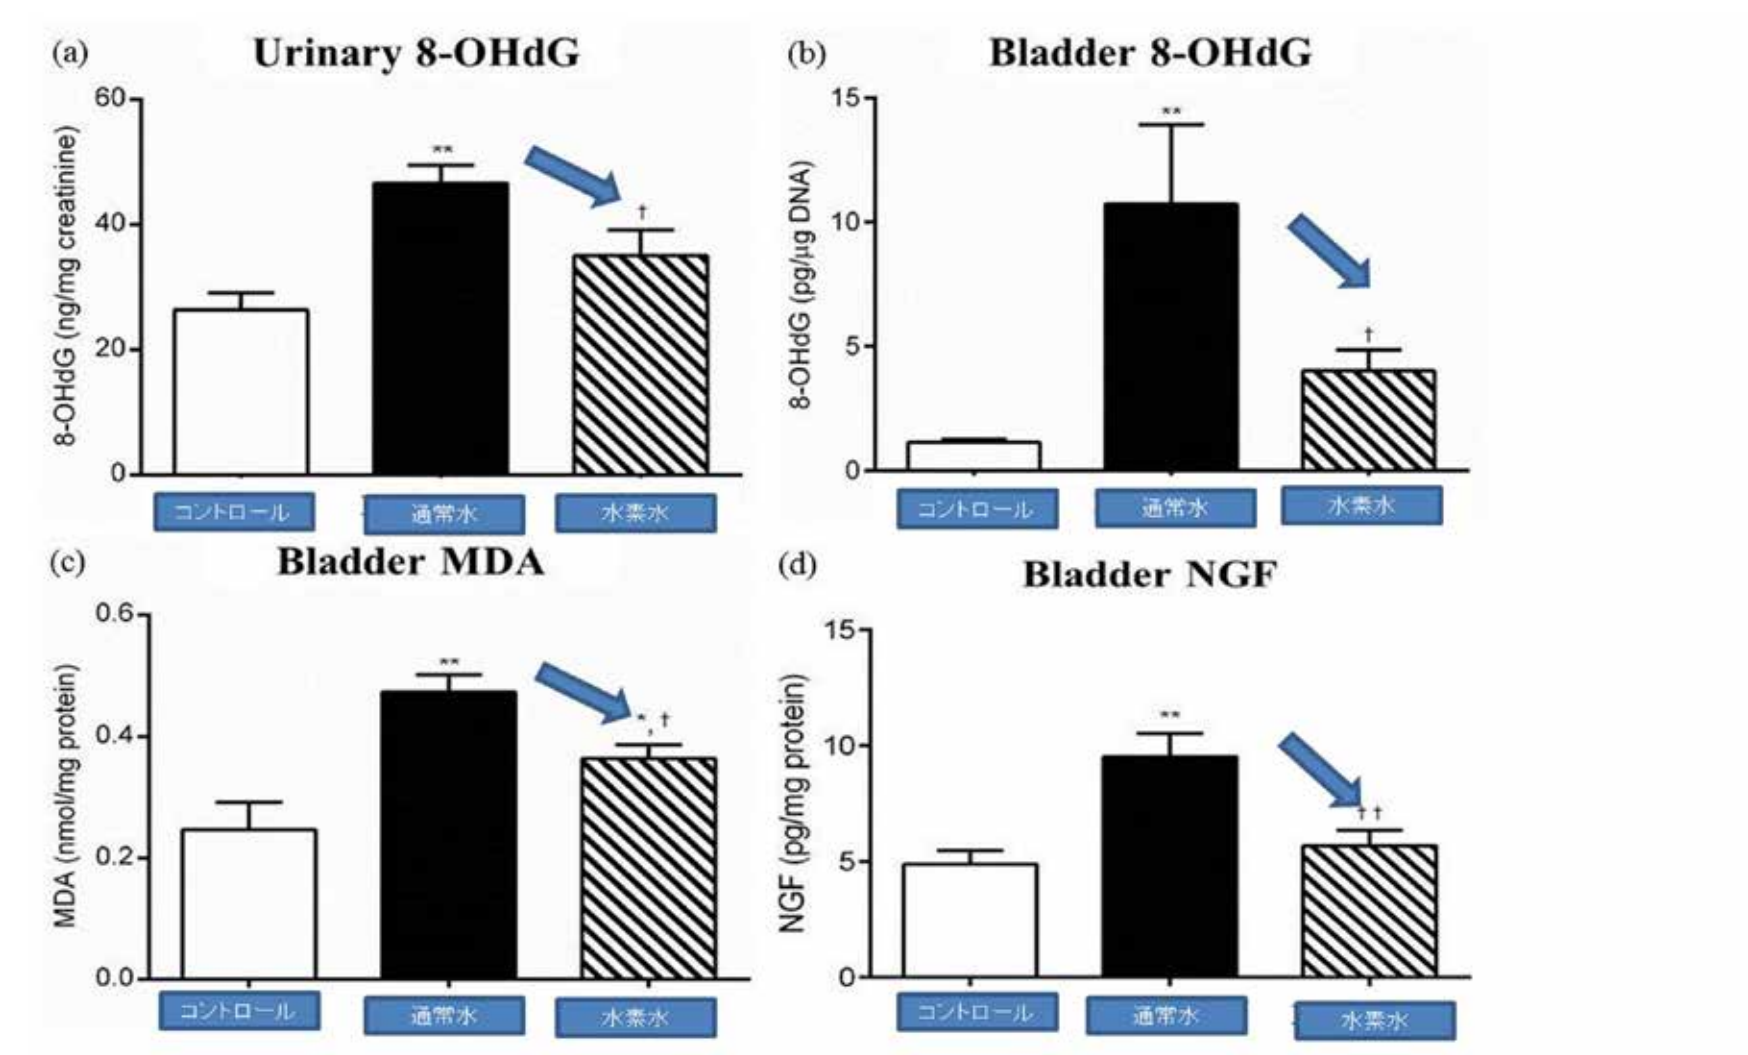 (a) Urinary 8-OHdG
8-OHdG (ng/mg creatinine)
60
40
20
0
**
†
コントロール
通常水
水素水
(b) Bladder 8-OHdG
8-OHdG (pg/μg DNA)
15
10
5
0
**
†
コントロール
通常水
水素水
(c) Bladder MDA
MDA (nmol/mg protein)
0.6
0.4
0.2
0.0
**
*, †
コントロール
通常水
水素水
(d) Bladder NGF
NGF (pg/mg protein)
15
10
5
0
**
††
コントロール
通常水
水素水